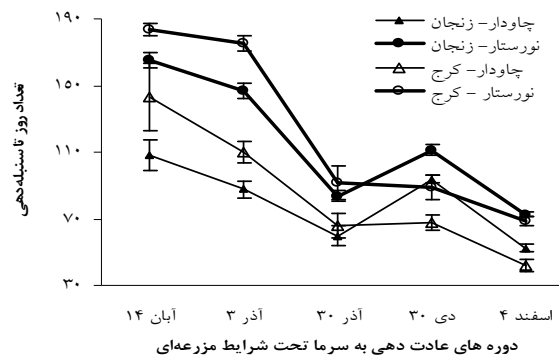 ۱۹۰
۱۵۰
۱۱۰
۷۰
۳۰
تعداد روز تا سنبله‌دهی
چاودار– زنجان
نورستار– زنجان
چاودار– کرج
نورستار – کرج
۱۴ آبان
۳ آذر
۳۰ آذر
۳۰ دی
۴ اسفند
دوره های عادت دهی به سرما تحت شرایط مزرعه‌ای